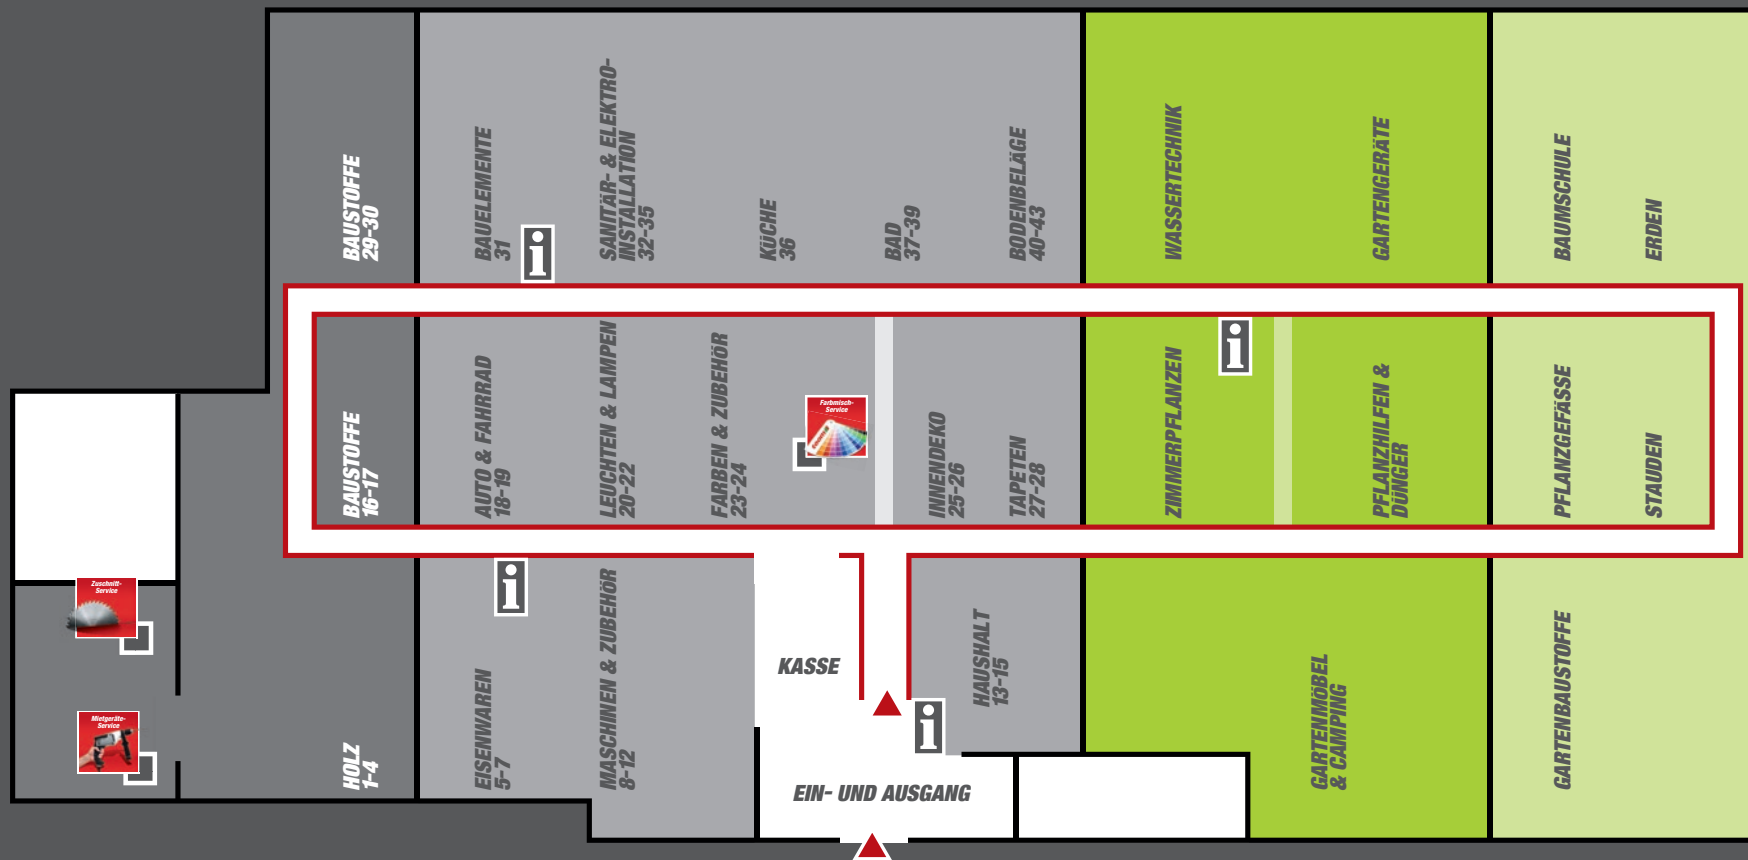 BAUSTOFFE
29-30
BAUELEMENTE
31
SANITÄR- & ELEKTRO-
INSTALLATION
32-35
KÜCHE
36
BAD
37-39
BODENBELÄGE
40-43
WASSERTECHNIK
GARTENGERÄTE
BAUMSCHULE
ERDEN
BAUSTOFFE
16-17
AUTO & FAHRRAD
18-19
LEUCHTEN & LAMPEN
20-22
FARBEN & ZUBEHÖR
23-24
Farbmisch-
Service
INNENDEKO
25-26
TAPETEN
27-28
ZIMMERPFLANZEN
PFLANZHILFEN &
DÜNGER
PFLANZGEFÄSSE
STAUDEN
Zuschnitt-
Service
Mietgeräte-
Service
HOLZ
1-4
EISENWAREN
5-7
MASCHINEN & ZUBEHÖR
8-12
KASSE
HAUSHALT
13-15
EIN- UND AUSGANG
GARTENMÖBEL
& CAMPING
GARTENBAUSTOFFE
i
i
i
i